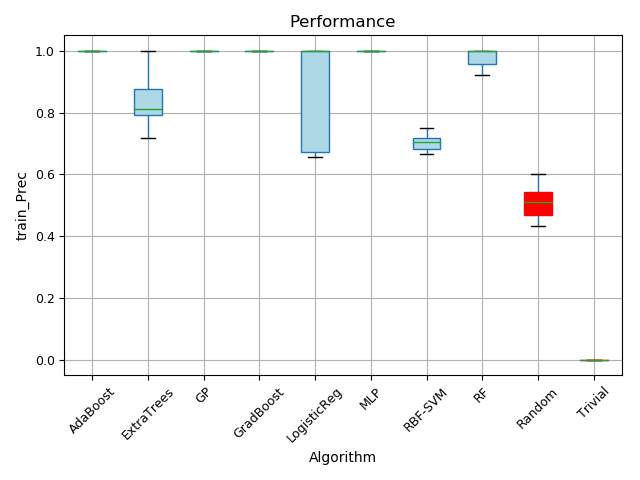 Performance
train_Prec
1.0
0.8
0.6
0.4
0.2
0.0
AdaBoost
ExtraTrees
GP
GradBoost
LogisticReg
MLP
RBF-SVM
RF
Random
Trivial
Algorithm